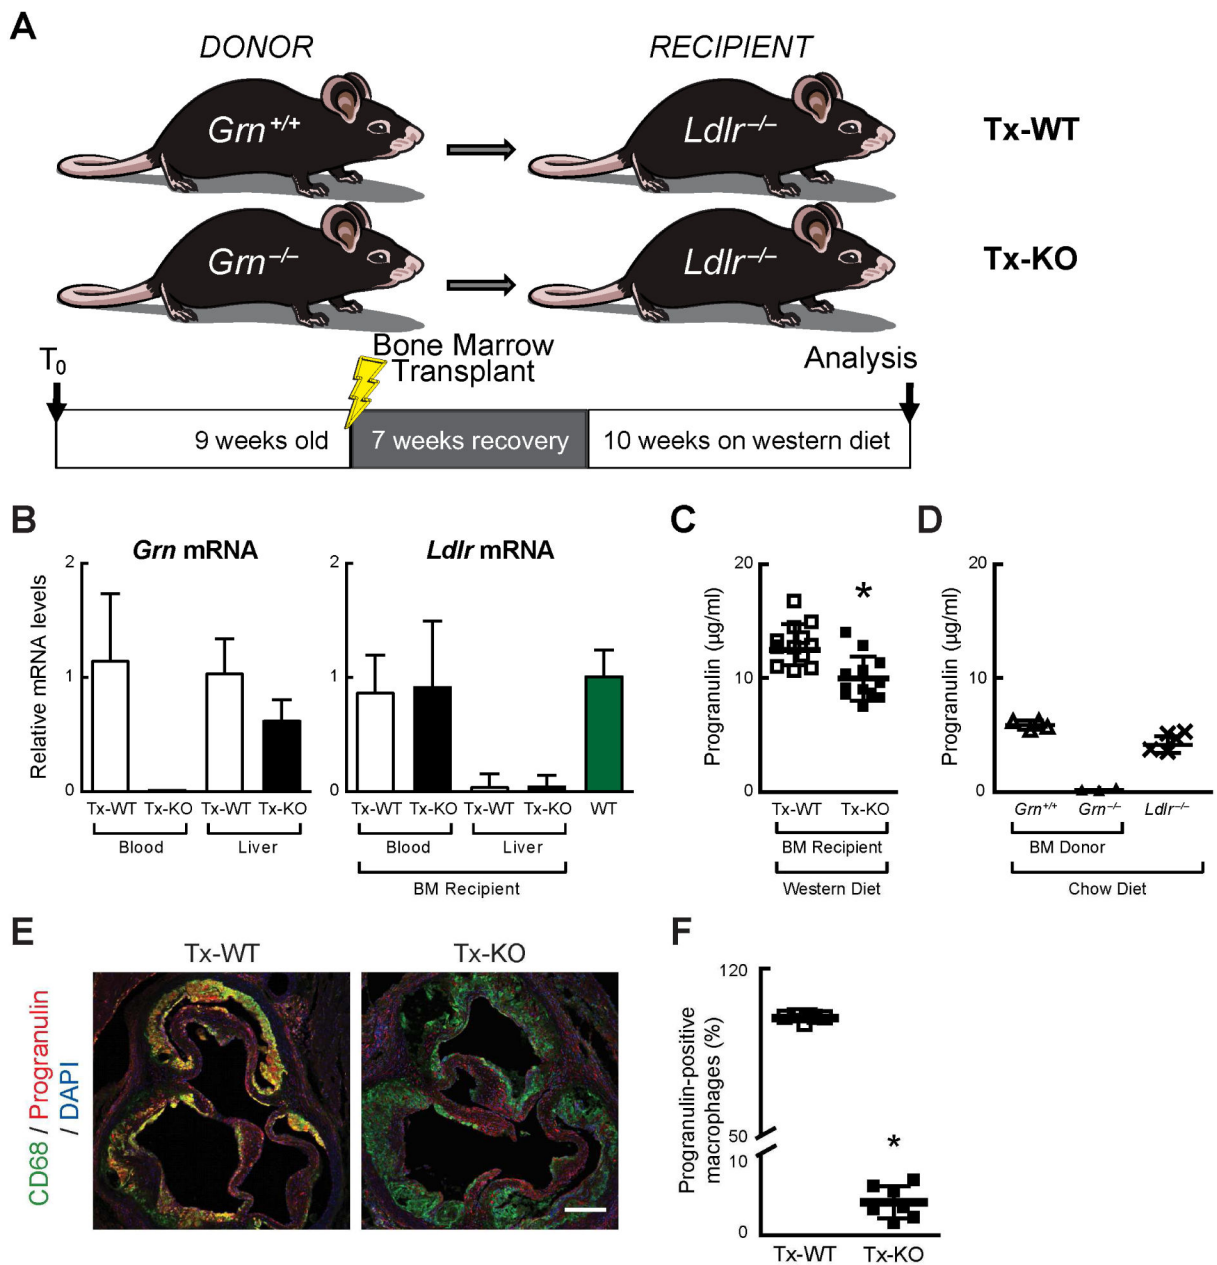 A
DONOR
RECIPIENT
Grn+/+
Ldlr−/−
Tx-WT
Grn−/−
Ldlr−/−
Tx-KO
T0
Bone Marrow
Transplant
Analysis
9 weeks old
7 weeks recovery
10 weeks on western diet
B
Grn mRNA
Relative mRNA levels
2
1
0
Tx-WT Tx-KO Tx-WT Tx-KO
Blood
Liver
Ldlr mRNA
2
1
0
Tx-WT Tx-KO Tx-WT Tx-KO WT
Blood
Liver
BM Recipient
C
Progranulin (µg/ml)
20
10
0
*
Tx-WT Tx-KO
BM Recipient
Western Diet
D
Progranulin (µg/ml)
20
10
0
Grn+/+ Grn−/− Ldlr−/−
BM Donor
Chow Diet
E
Tx-WT
Tx-KO
CD68 / Progranulin
/ DAPI
F
Progranulin-positive
macrophages (%)
120
50
10
0
*
Tx-WT Tx-KO